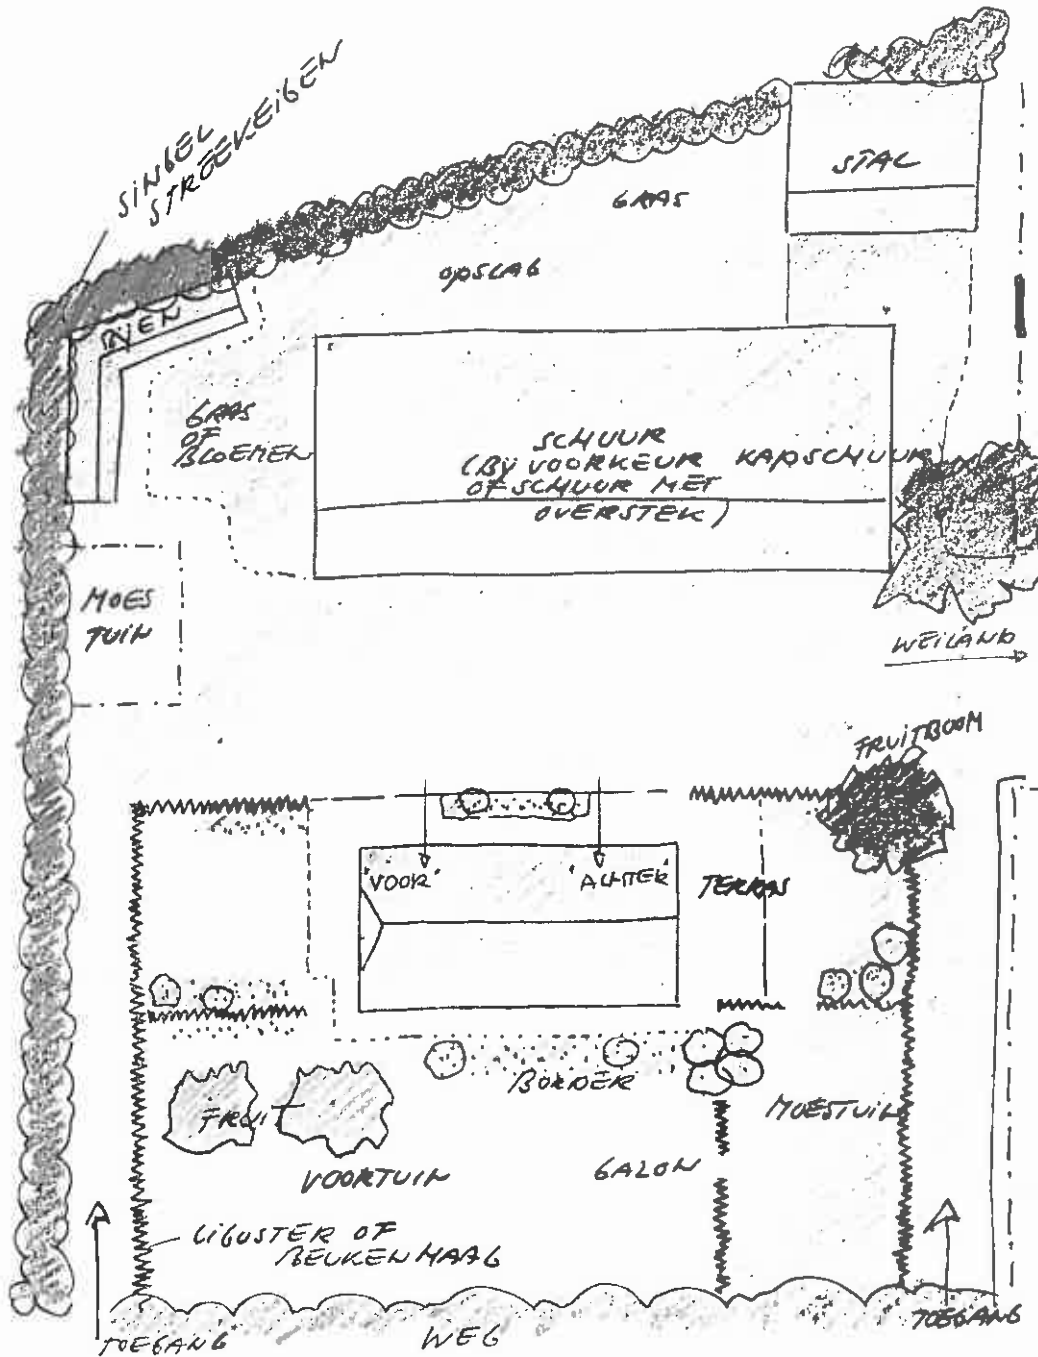 SINGEL
STREEKEIGEN
STAL
GRAS
OPSLAG
GRAS
OF
BLOEMEN
SCHUUR
(BY VOORKEUR KAPSCHUUR
OF SCHUUR MET
OVERSTEK)
MOES
TUIN
WEILAND
FRUITBOOM
'VOOR'
'ACHTER'
TERRAS
BORDER
MOESTUIN
FRUIT
VOORTUIN
GAZON
LIGUSTER OF
BEUKENHAAG
TOEGANG
WEG
TOEGANG